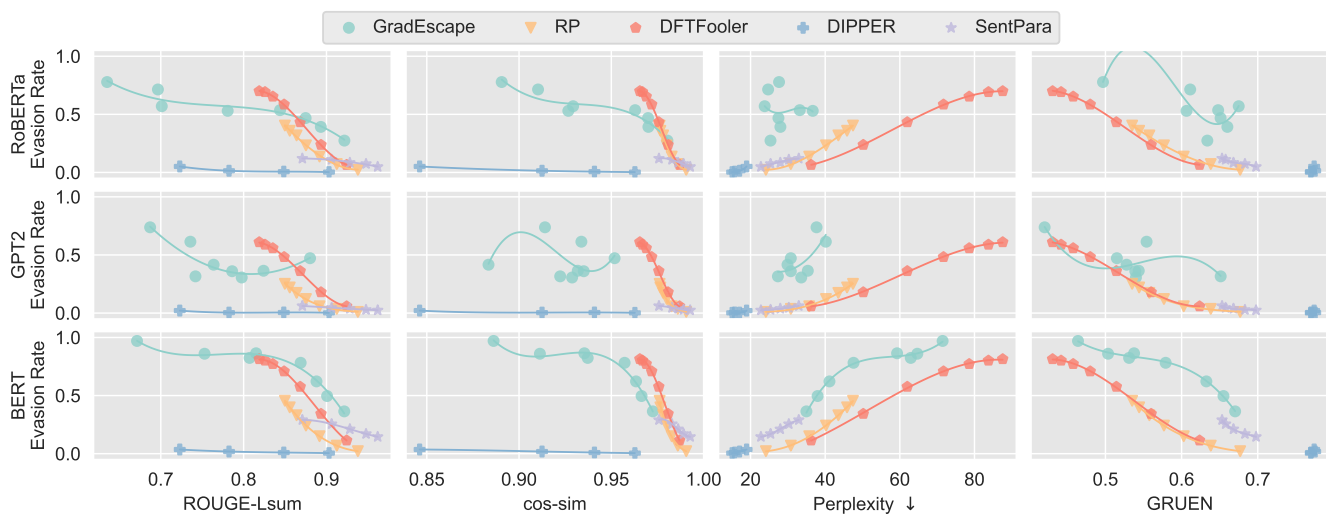 GradEscape RP DFTFooler DIPPER SentPara
1.0
0.5
0.0
RoBERTa
Evasion Rate
1.0
0.5
0.0
GPT2
Evasion Rate
1.0
0.5
0.0
BERT
Evasion Rate
0.7 0.8 0.9
0.85 0.90 0.95 1.00
20 40 60 80
0.5 0.6 0.7
ROUGE-Lsum
cos-sim
Perplexity ↓
GRUEN